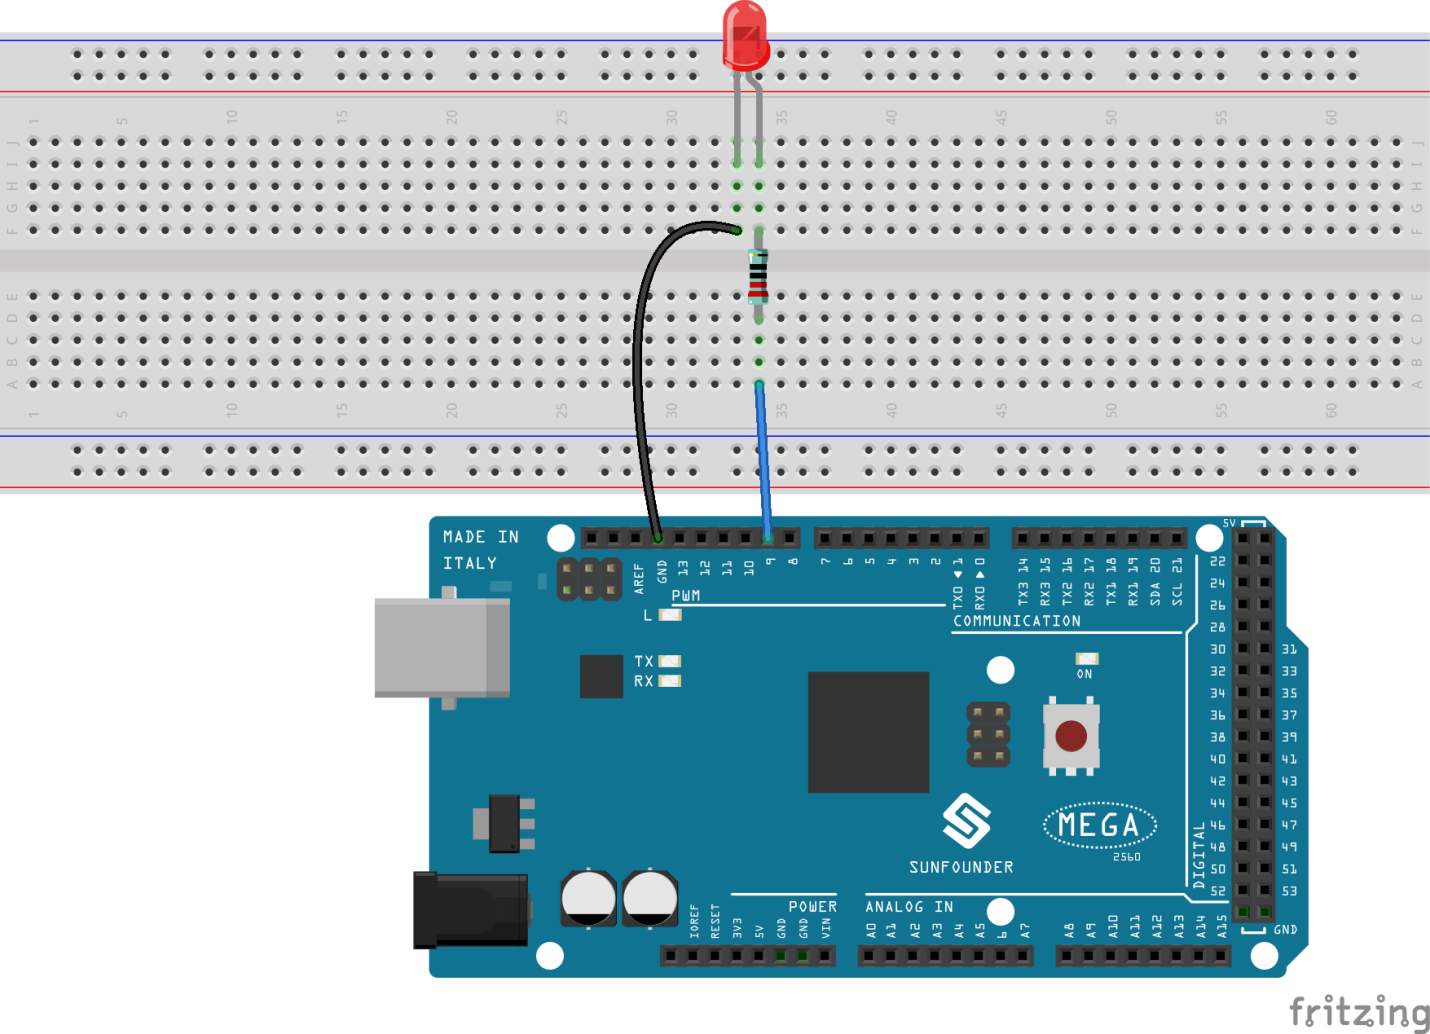 1 5 10 15 20 25 30 35 40 45 50 55 60
J J
I I
H H
G G
F F
E E
D D
C C
B B
A A
1 5 10 15 20 25 30 35 40 45 50 55 60
MADE IN
ITALY
AREF GND 13 12 11 10 9 8 7 6 5 4 3 2 TX0 1 RX0 0 TX3 14 RX3 15 TX2 16 RX2 17 TX1 18 RX1 19 SDA 20 SCL 21
5V
PWM
COMMUNICATION
L
TX
RX
ON
22
24
26
28
30 31
32 33
34 35
36 37
38 39
40 41
42 43
44 45
46 47
48 49
50 51
52 53
GND
DIGITAL
MEGA
2560
SUNFOUNDER
POWER
ANALOG IN
IOREF RESET 3V3 5V GND GND VIN A0 A1 A2 A3 A4 A5 6 A7 A8 A9 A10 A11 A12 A13 A14 A15
fritzing